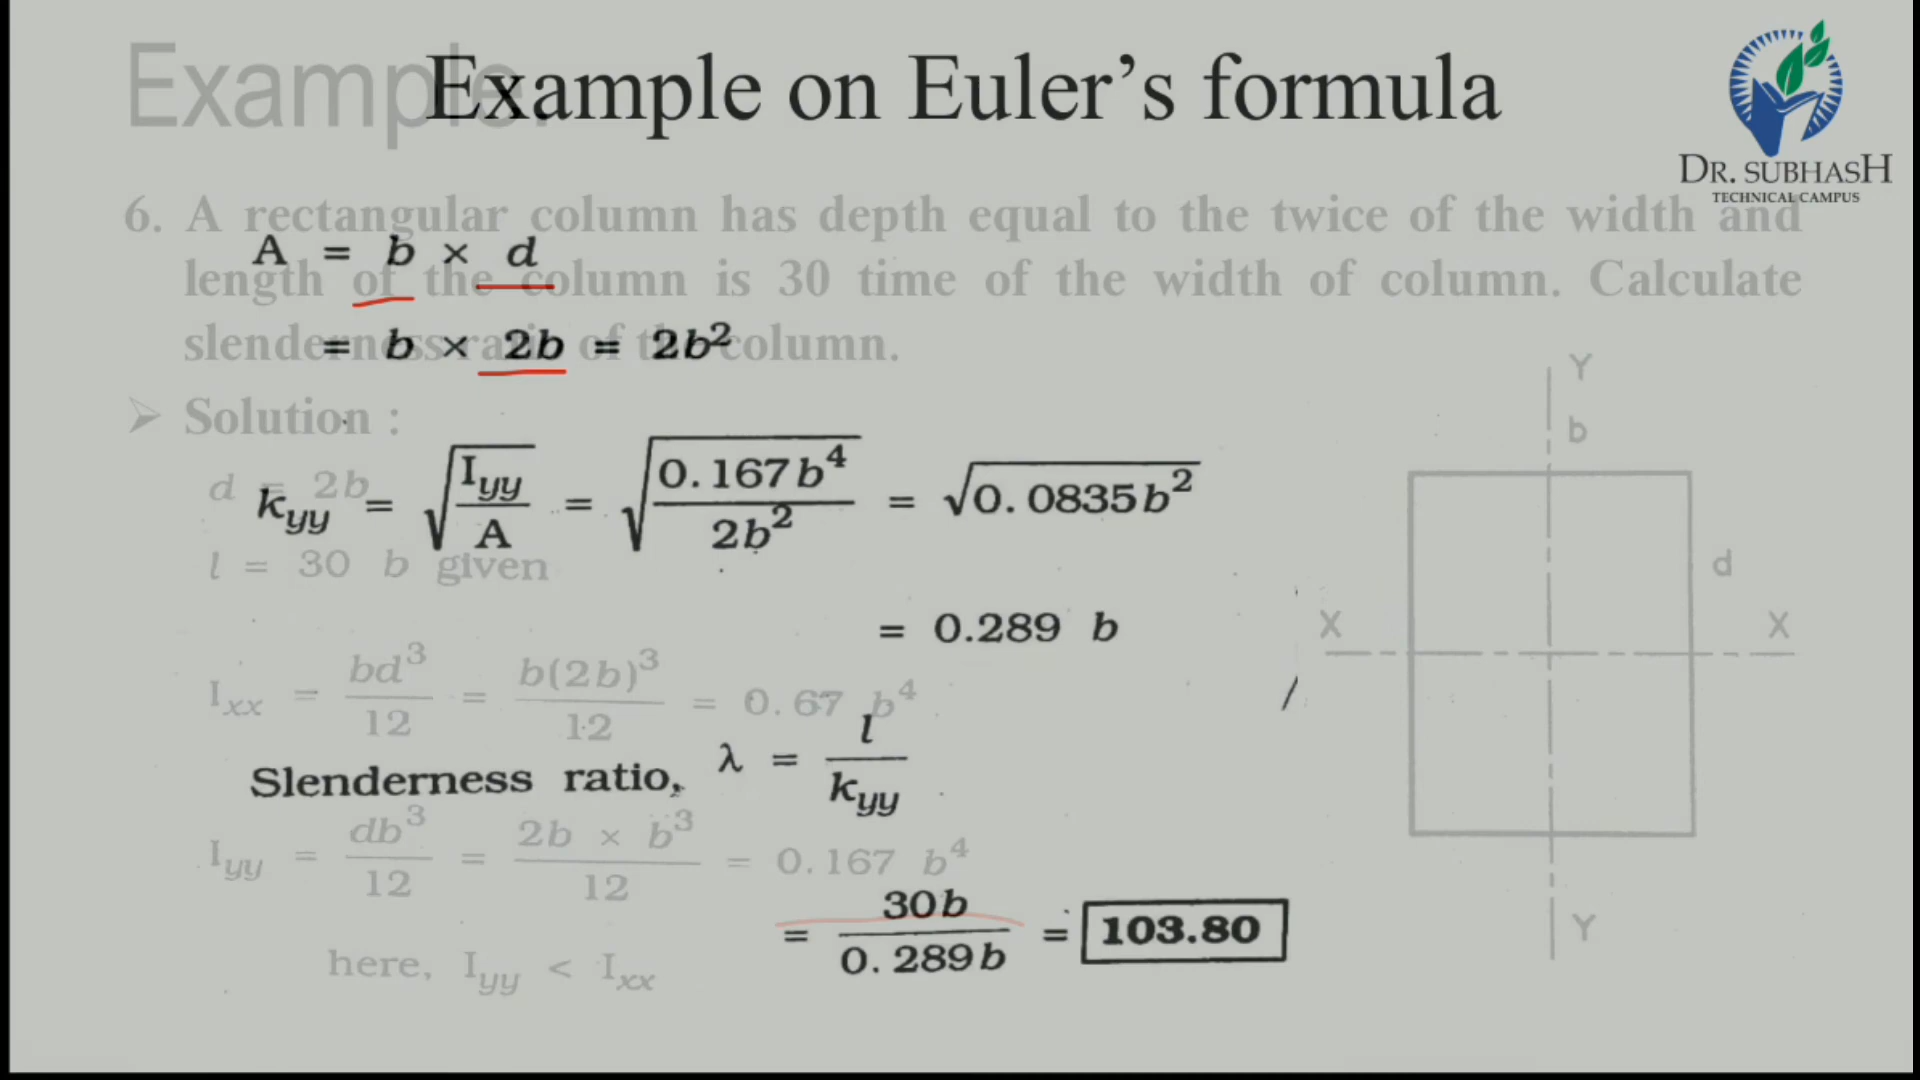 Example.
Example on Euler's formula
DR. SUBHASH
TECHNICAL CAMPUS
6. A rectangular column has depth equal to the twice of the width and
length of the column is 30 time of the width of column. Calculate
slenderness ratio of the column.
➢ Solution :
d = 2b
l = 30 b given
I_xx = bd³/12 = b(2b)³/12 = 0.67 b⁴
I_yy = db³/12 = 2b × b³/12 = 0.167 b⁴
here, I_yy < I_xx
A = b × d
= b × 2b = 2b²
k_yy = √(I_yy/A) = √(0.167b⁴/2b²) = √0.0835b²
= 0.289 b
Slenderness ratio, λ = l/k_yy
= 30b/0.289b = 103.80
Y
b
d
X X
Y